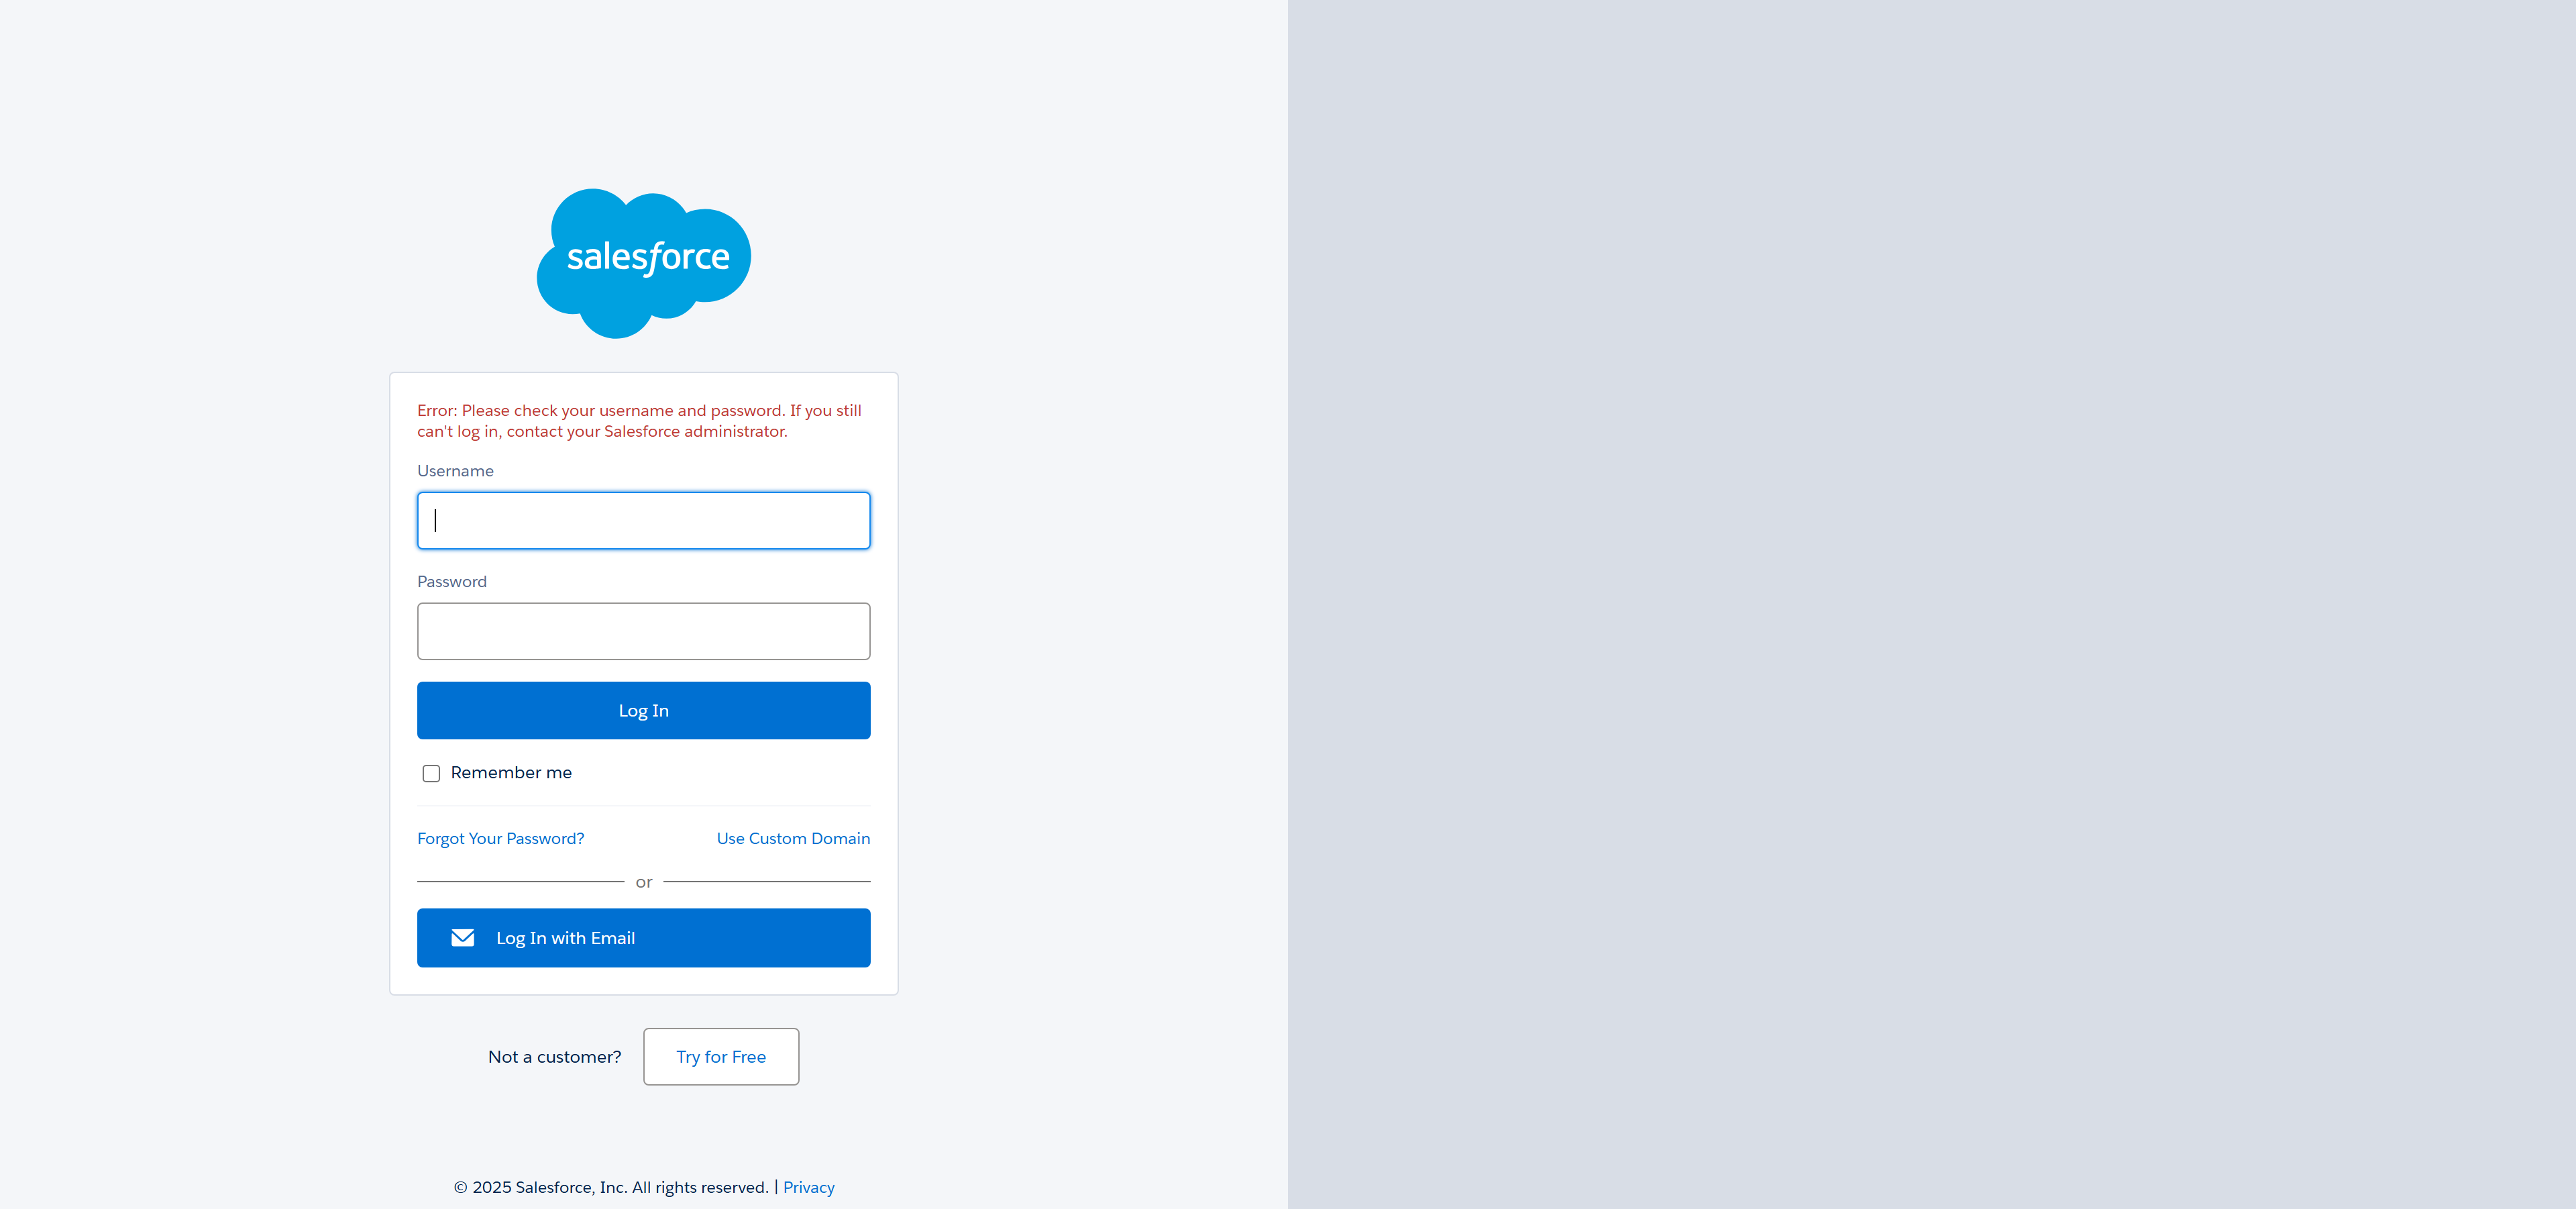 salesforce
Error: Please check your username and password. If you still
can't log in, contact your Salesforce administrator.
Username
Password
Log In
Remember me
Forgot Your Password? Use Custom Domain
or
Log In with Email
Not a customer? Try for Free
© 2025 Salesforce, Inc. All rights reserved. | Privacy